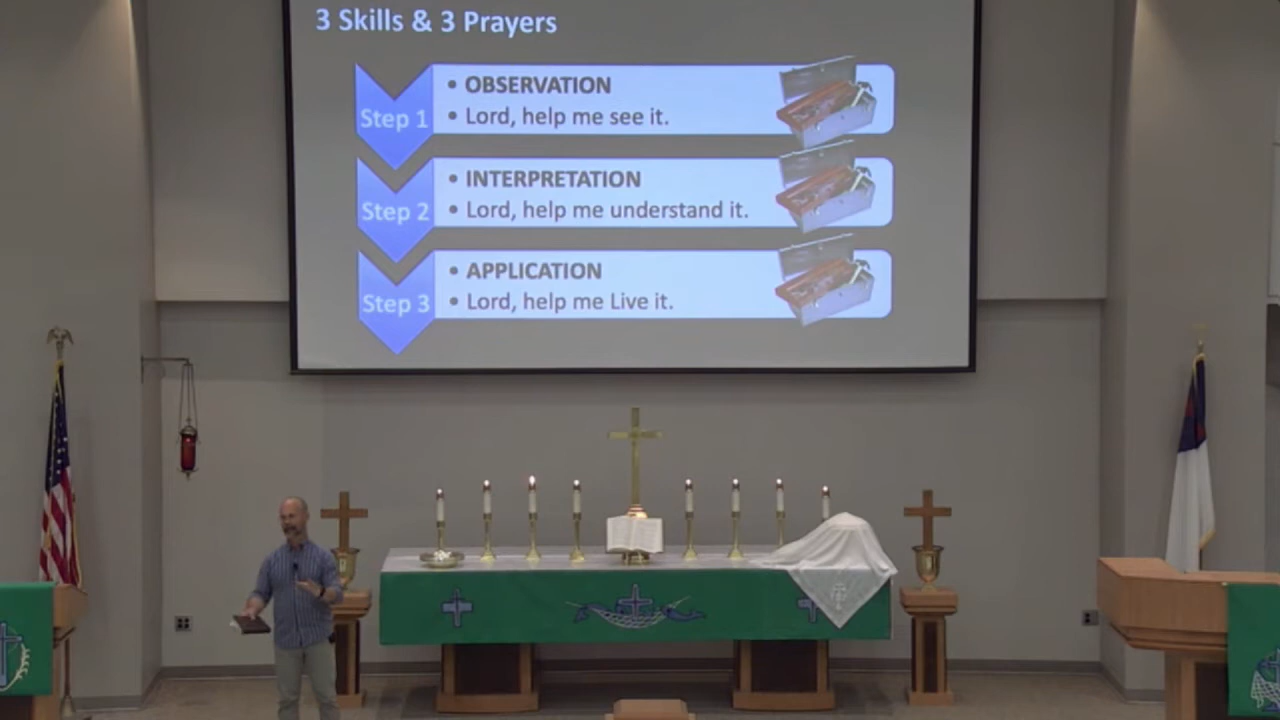 3 Skills & 3 Prayers
Step 1
• OBSERVATION
• Lord, help me see it.
Step 2
• INTERPRETATION
• Lord, help me understand it.
Step 3
• APPLICATION
• Lord, help me Live it.